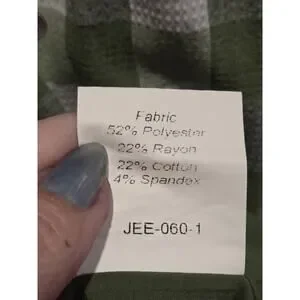 Fabric
52% Polyester
22% Rayon
22% Cotton
4% Spandex
JEE-060-1